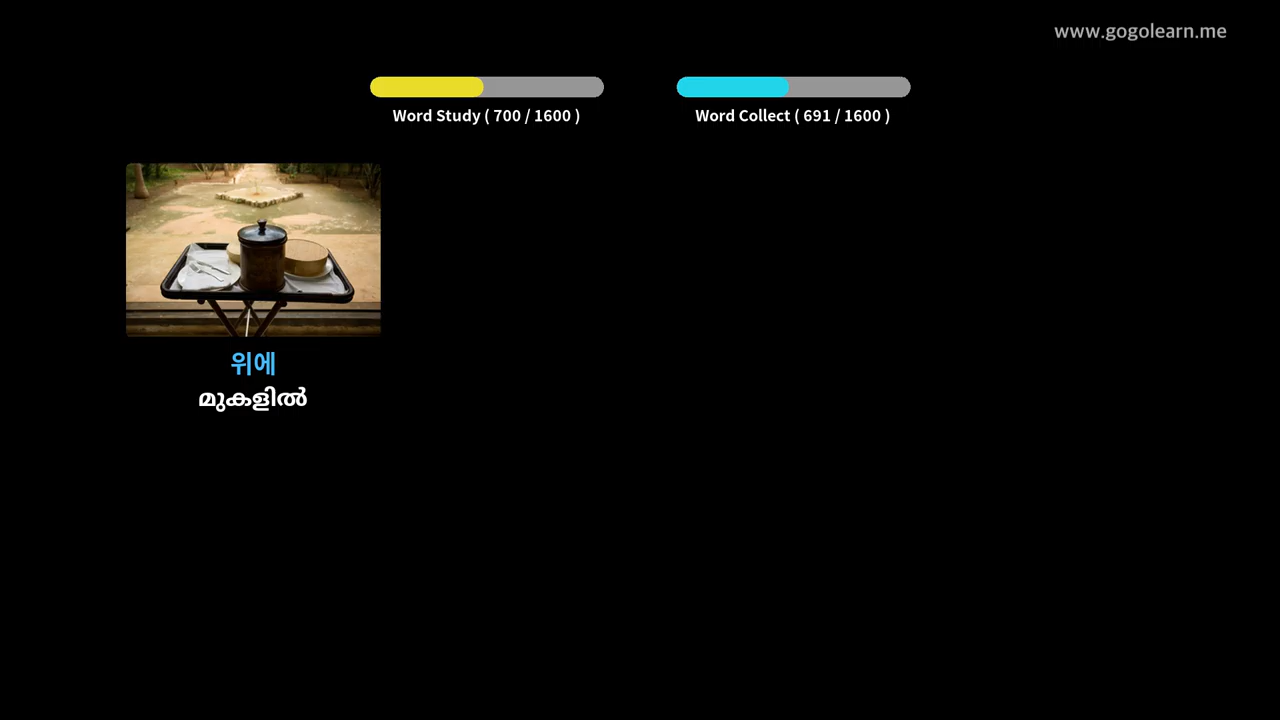 www.gogolearn.me
Word Study ( 700 / 1600 )
Word Collect ( 691 / 1600 )
위에
മുകളിൽ